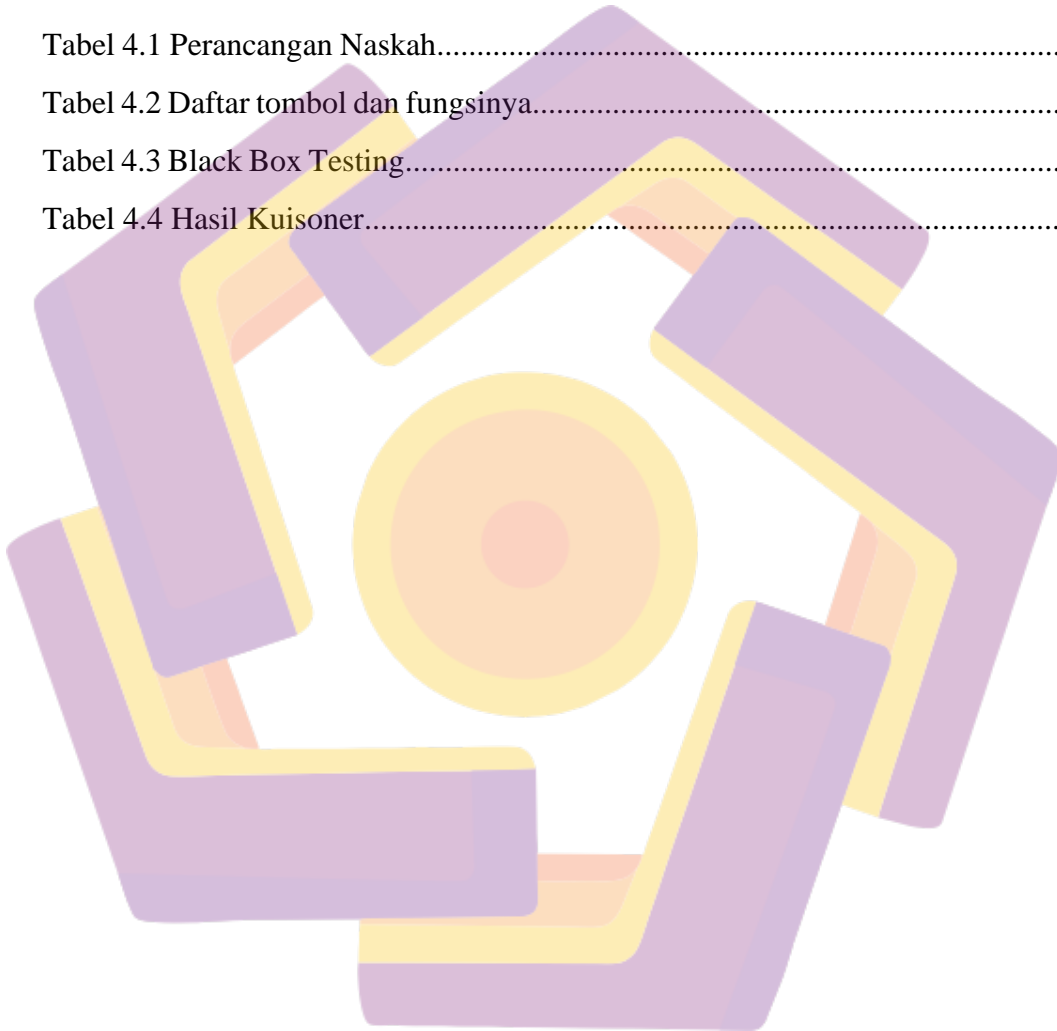 Tabel 4.1 Perancangan Naskah................................................................................
Tabel 4.2 Daftar tombol dan fungsinya....................................................................
Tabel 4.3 Black Box Testing....................................................................................
Tabel 4.4 Hasil Kuisoner.........................................................................................